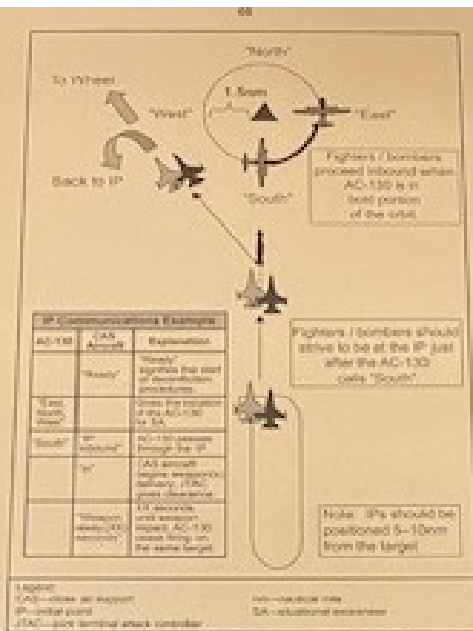 68
"North"
To Wheel
1.5nm
"West"
"East"
Back to IP
"South"
Fighters / bombers
proceed inbound when
AC-130 is in
bold portion
of the orbit.
Fighters / bombers should
strive to be at the IP just
after the AC-130
calls "South".
IP Communications Example
AC-130
CAS
Aircraft
Explanation
"Ready"
"Ready"
signifies the start
of deconfliction
procedures.
"East,
North,
West"
Gives the
of the AC-130
for SA.
"South"
"IP
inbound"
AC-130 passes
through the IP.
"In"
CAS aircraft
begins weapon(s)
delivery, JTAC
gives clearance.
"Weapon
away, XX
seconds"
XX seconds
until weapon
impact, AC-130
cease firing on
the same target.
Note: IPs should be
positioned 5–10nm
from the target
Legend:
CAS—close air support
IP—initial point
JTAC—joint terminal attack controller
nm—nautical mile
SA—situational awareness